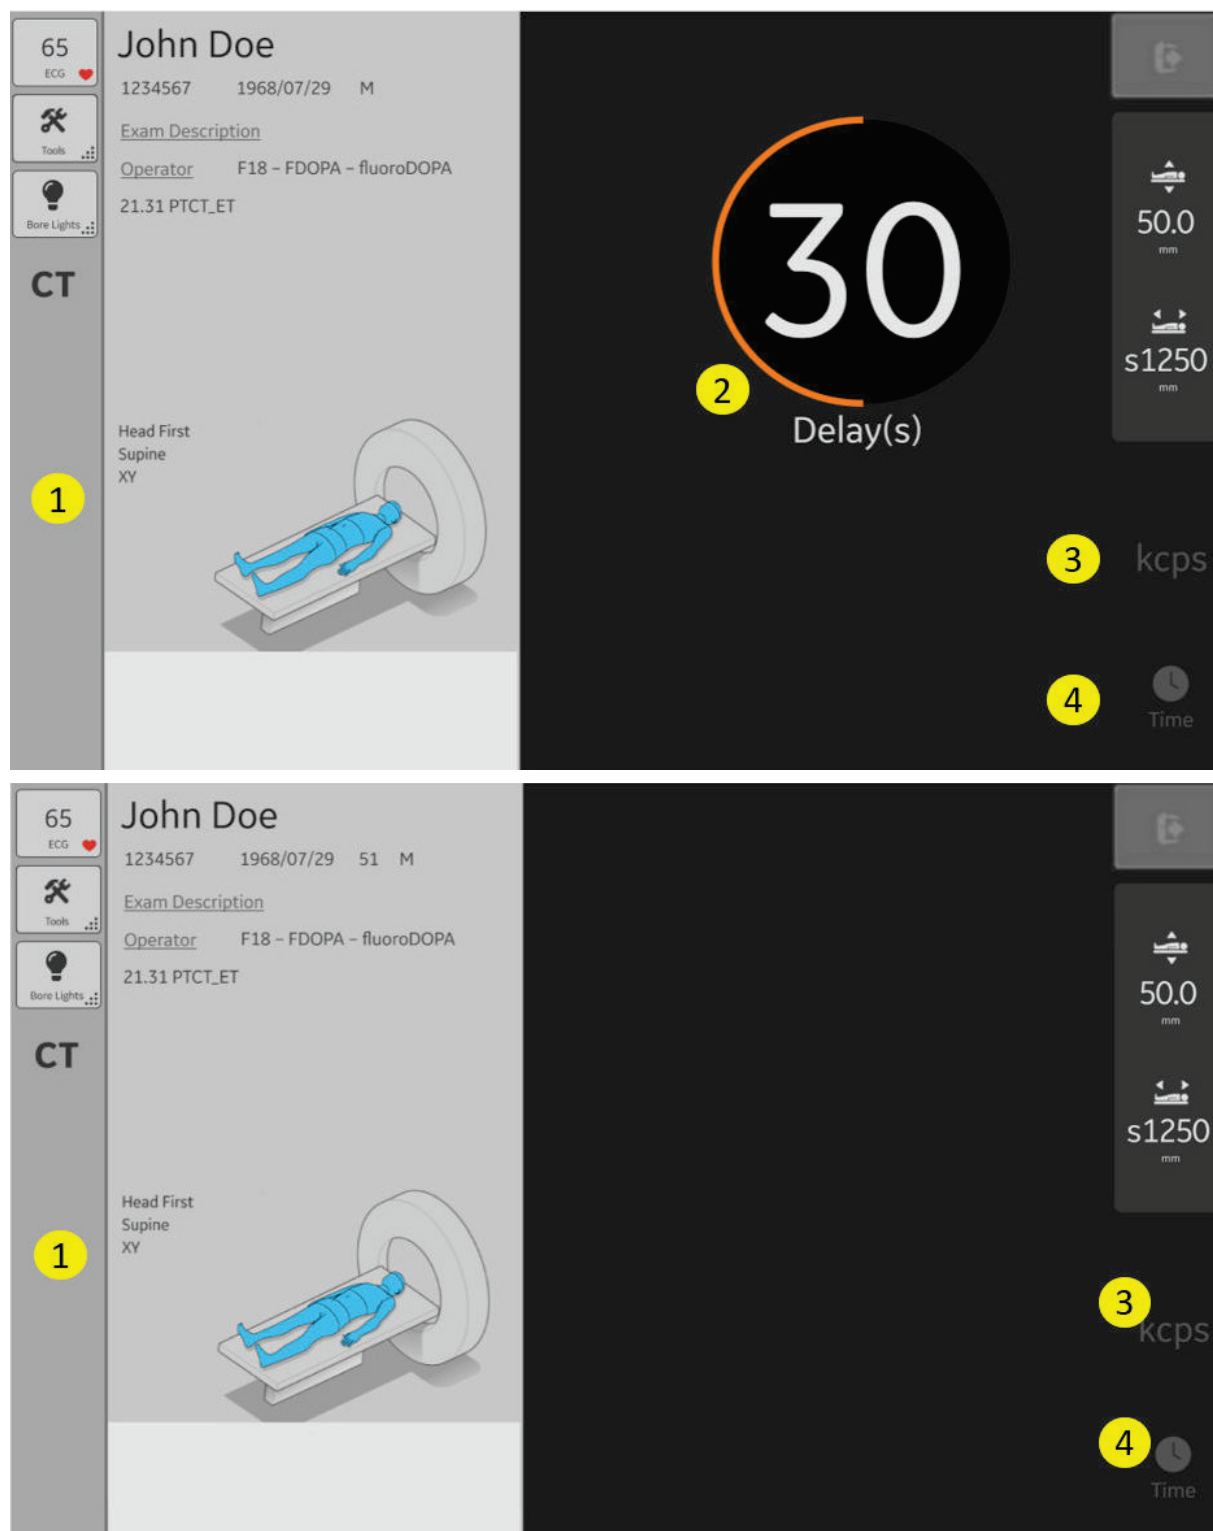 65
ECG
Tools
Bore Lights
CT
1
John Doe
1234567 1968/07/29 M
Exam Description
Operator F18 – FDOPA – fluoroDOPA
21.31 PTCT_ET
Head First
Supine
XY
30
2
Delay(s)
50.0
mm
s1250
mm
3 kcps
4
Time
65
ECG
Tools
Bore Lights
CT
1
John Doe
1234567 1968/07/29 51 M
Exam Description
Operator F18 – FDOPA – fluoroDOPA
21.31 PTCT_ET
Head First
Supine
XY
50.0
mm
s1250
mm
3
kcps
4
Time